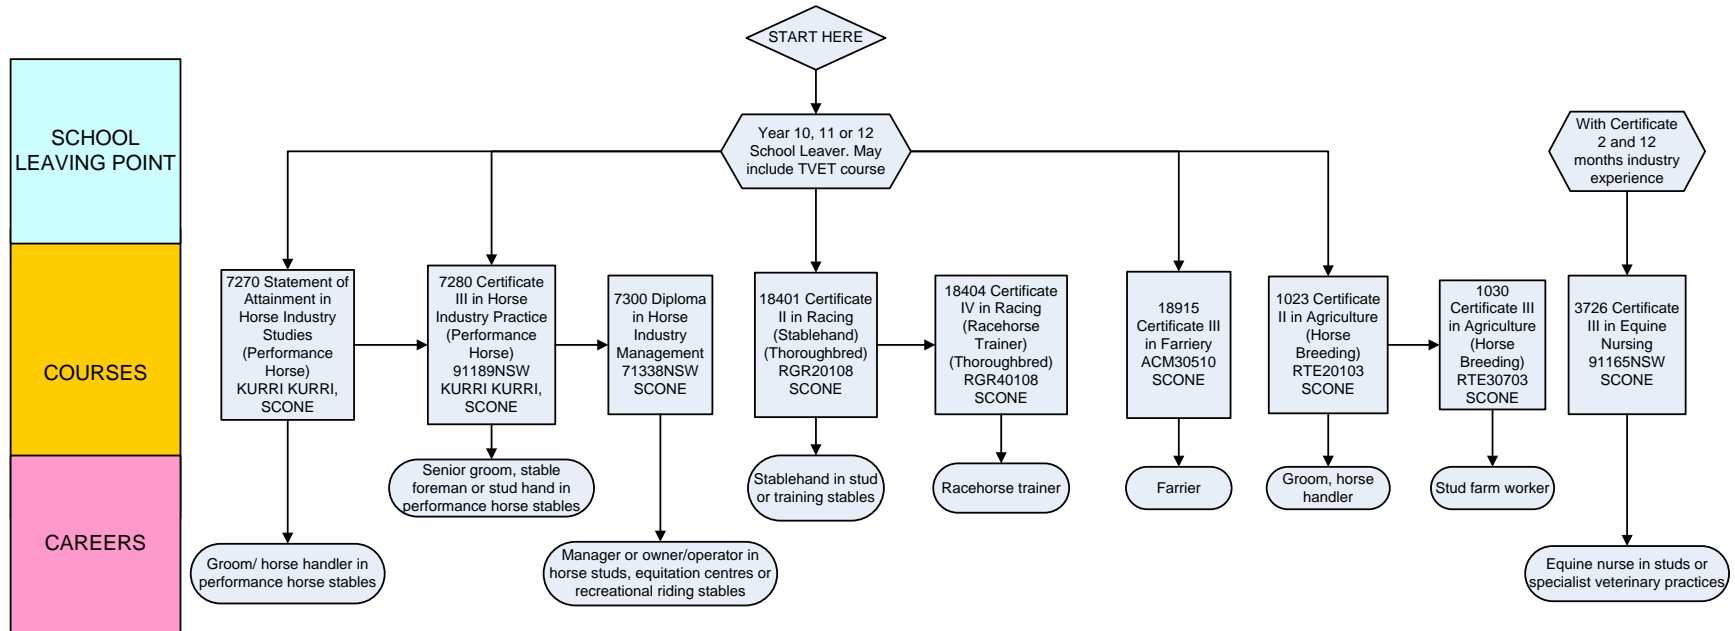 START HERE
SCHOOL
LEAVING POINT
Year 10, 11 or 12
School Leaver. May
include TVET course
With Certificate
2 and 12
months industry
experience
COURSES
7270 Statement of
Attainment in
Horse Industry
Studies
(Performance
Horse)
KURRI KURRI,
SCONE
7280 Certificate
III in Horse
Industry Practice
(Performance
Horse)
91189NSW
KURRI KURRI,
SCONE
7300 Diploma
in Horse
Industry
Management
71338NSW
SCONE
18401 Certificate
II in Racing
(Stablehand)
(Thoroughbred)
RGR20108
SCONE
18404 Certificate
IV in Racing
(Racehorse
Trainer)
(Thoroughbred)
RGR40108
SCONE
18915
Certificate III
in Farriery
ACM30510
SCONE
1023 Certificate
II in Agriculture
(Horse
Breeding)
RTE20103
SCONE
1030
Certificate III
in Agriculture
(Horse
Breeding)
RTE30703
SCONE
3726 Certificate
III in Equine
Nursing
91165NSW
SCONE
CAREERS
Groom/ horse handler in
performance horse stables
Senior groom, stable
foreman or stud hand in
performance horse stables
Manager or owner/operator in
horse studs, equitation centres or
recreational riding stables
Stablehand in stud
or training stables
Racehorse trainer
Farrier
Groom, horse
handler
Stud farm worker
Equine nurse in studs or
specialist veterinary practices